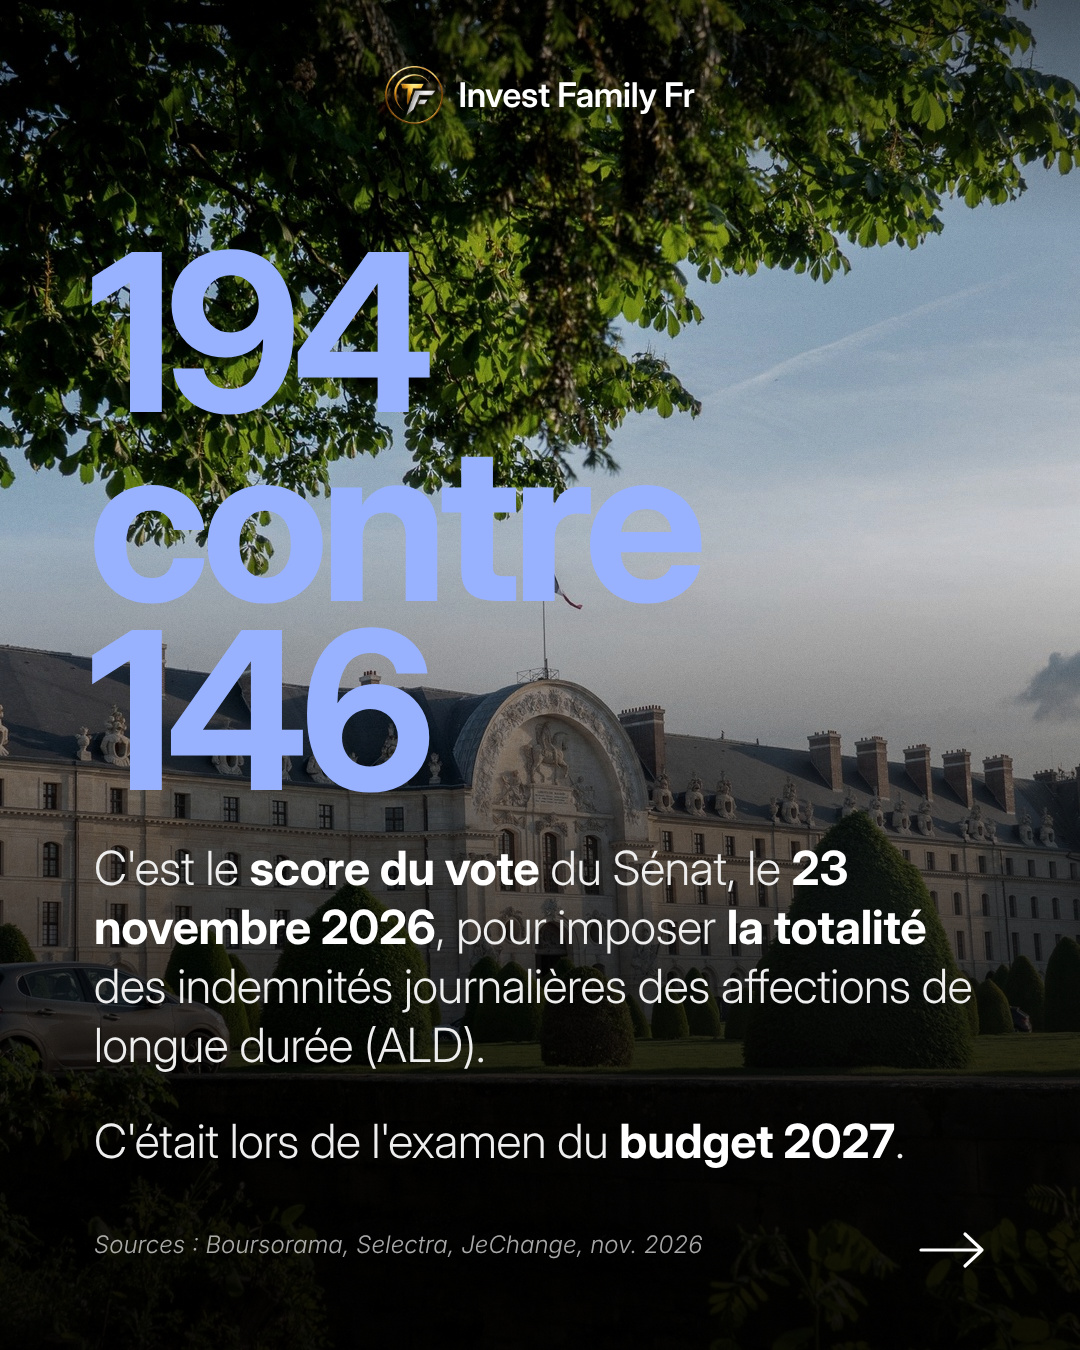 Invest Family Fr
194
contre
146
C'est le score du vote du Sénat, le 23
novembre 2026, pour imposer la totalité
des indemnités journalières des affections de
longue durée (ALD).
C'était lors de l'examen du budget 2027.
Sources : Boursorama, Selectra, JeChange, nov. 2026